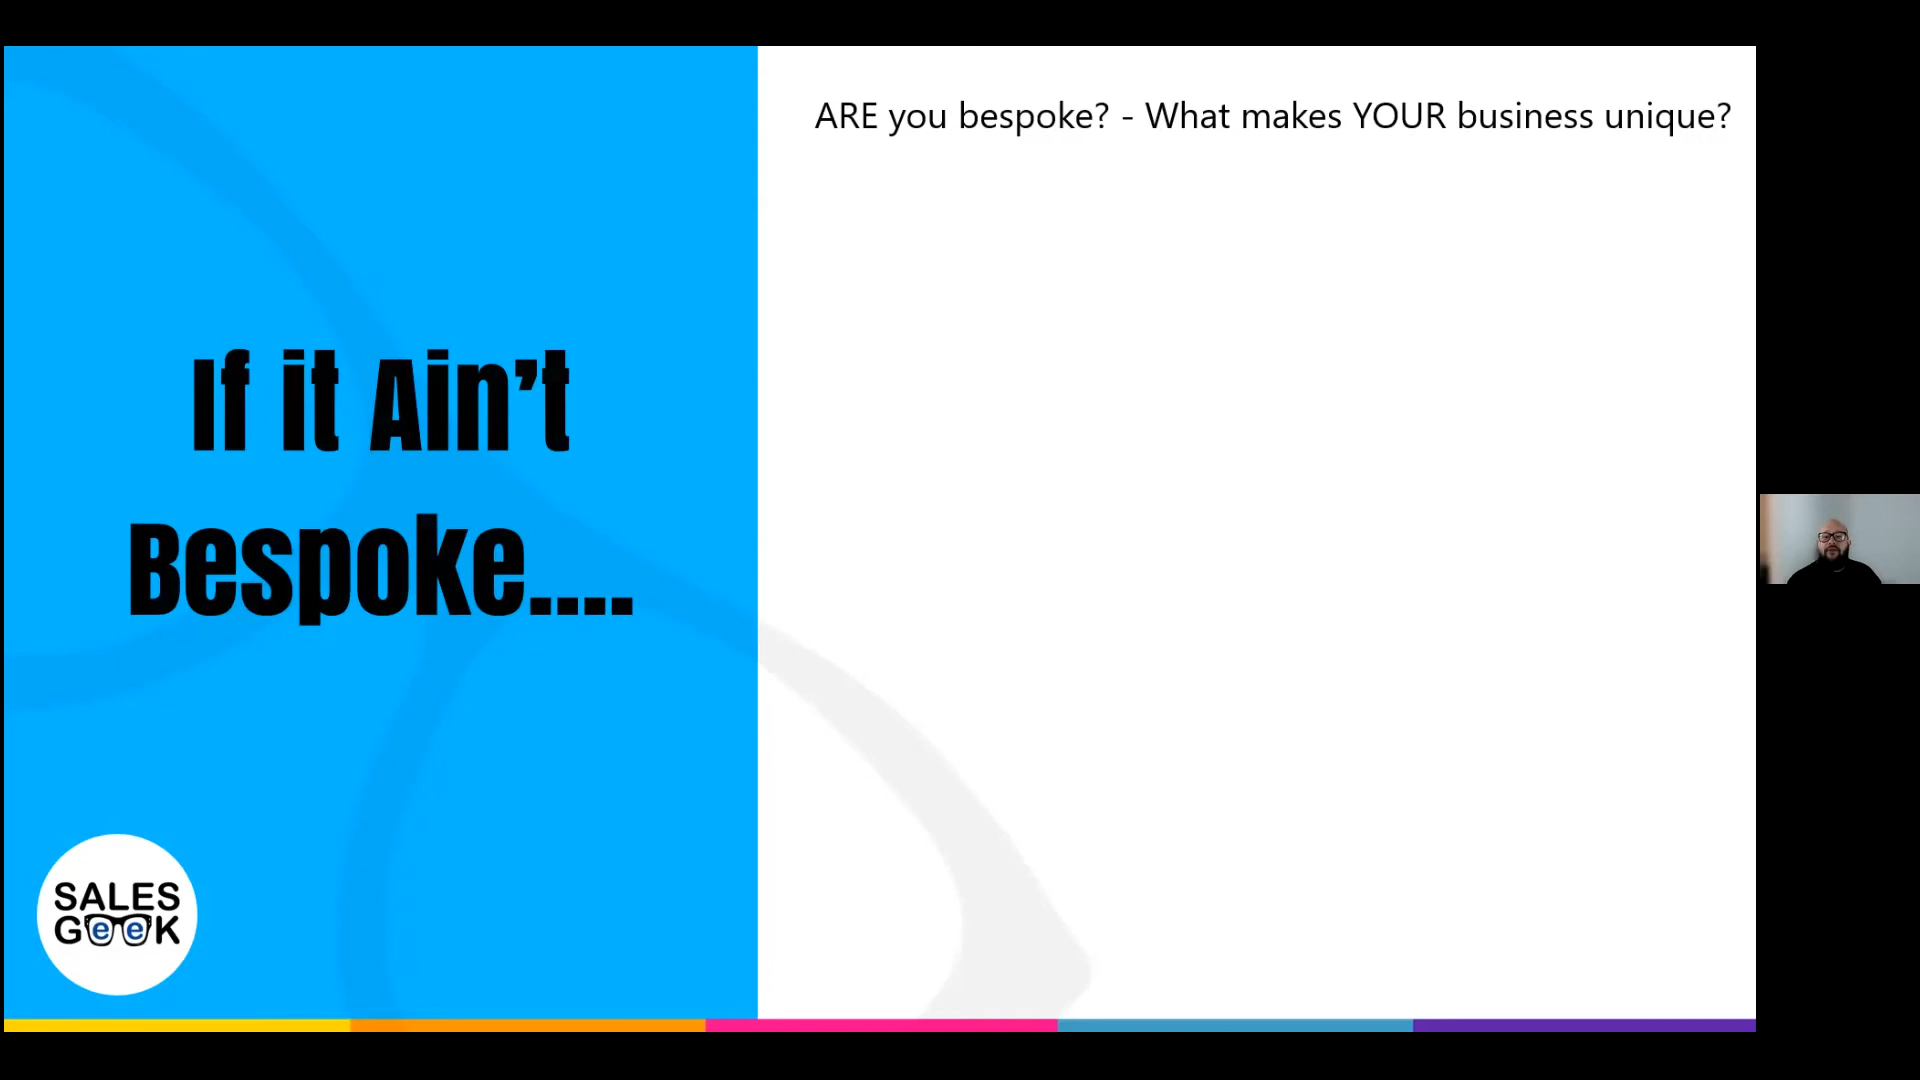 If it Ain’t
Bespoke....
ARE you bespoke? - What makes YOUR business unique?
SALES
GeeK